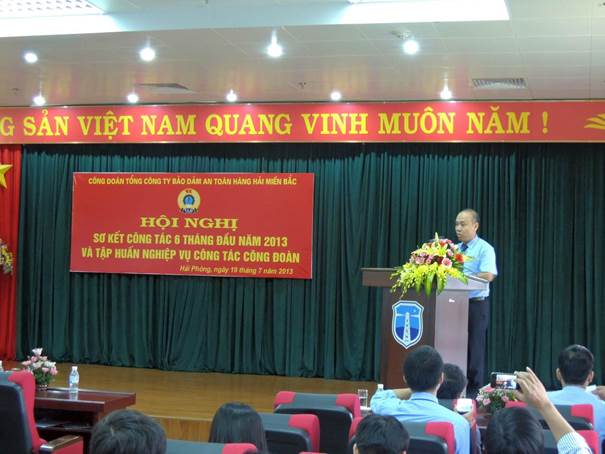 G SẢN VIỆT NAM QUANG VINH MUÔN NĂM !
CÔNG ĐOÀN TỔNG CÔNG TY BẢO ĐẢM AN TOÀN HÀNG HẢI MIỀN BẮC
HỘI NGHỊ
SƠ KẾT CÔNG TÁC 6 THÁNG ĐẦU NĂM 2013
VÀ TẬP HUẤN NGHIỆP VỤ CÔNG TÁC CÔNG ĐOÀN
Hải Phòng, ngày 19 tháng 7 năm 2013